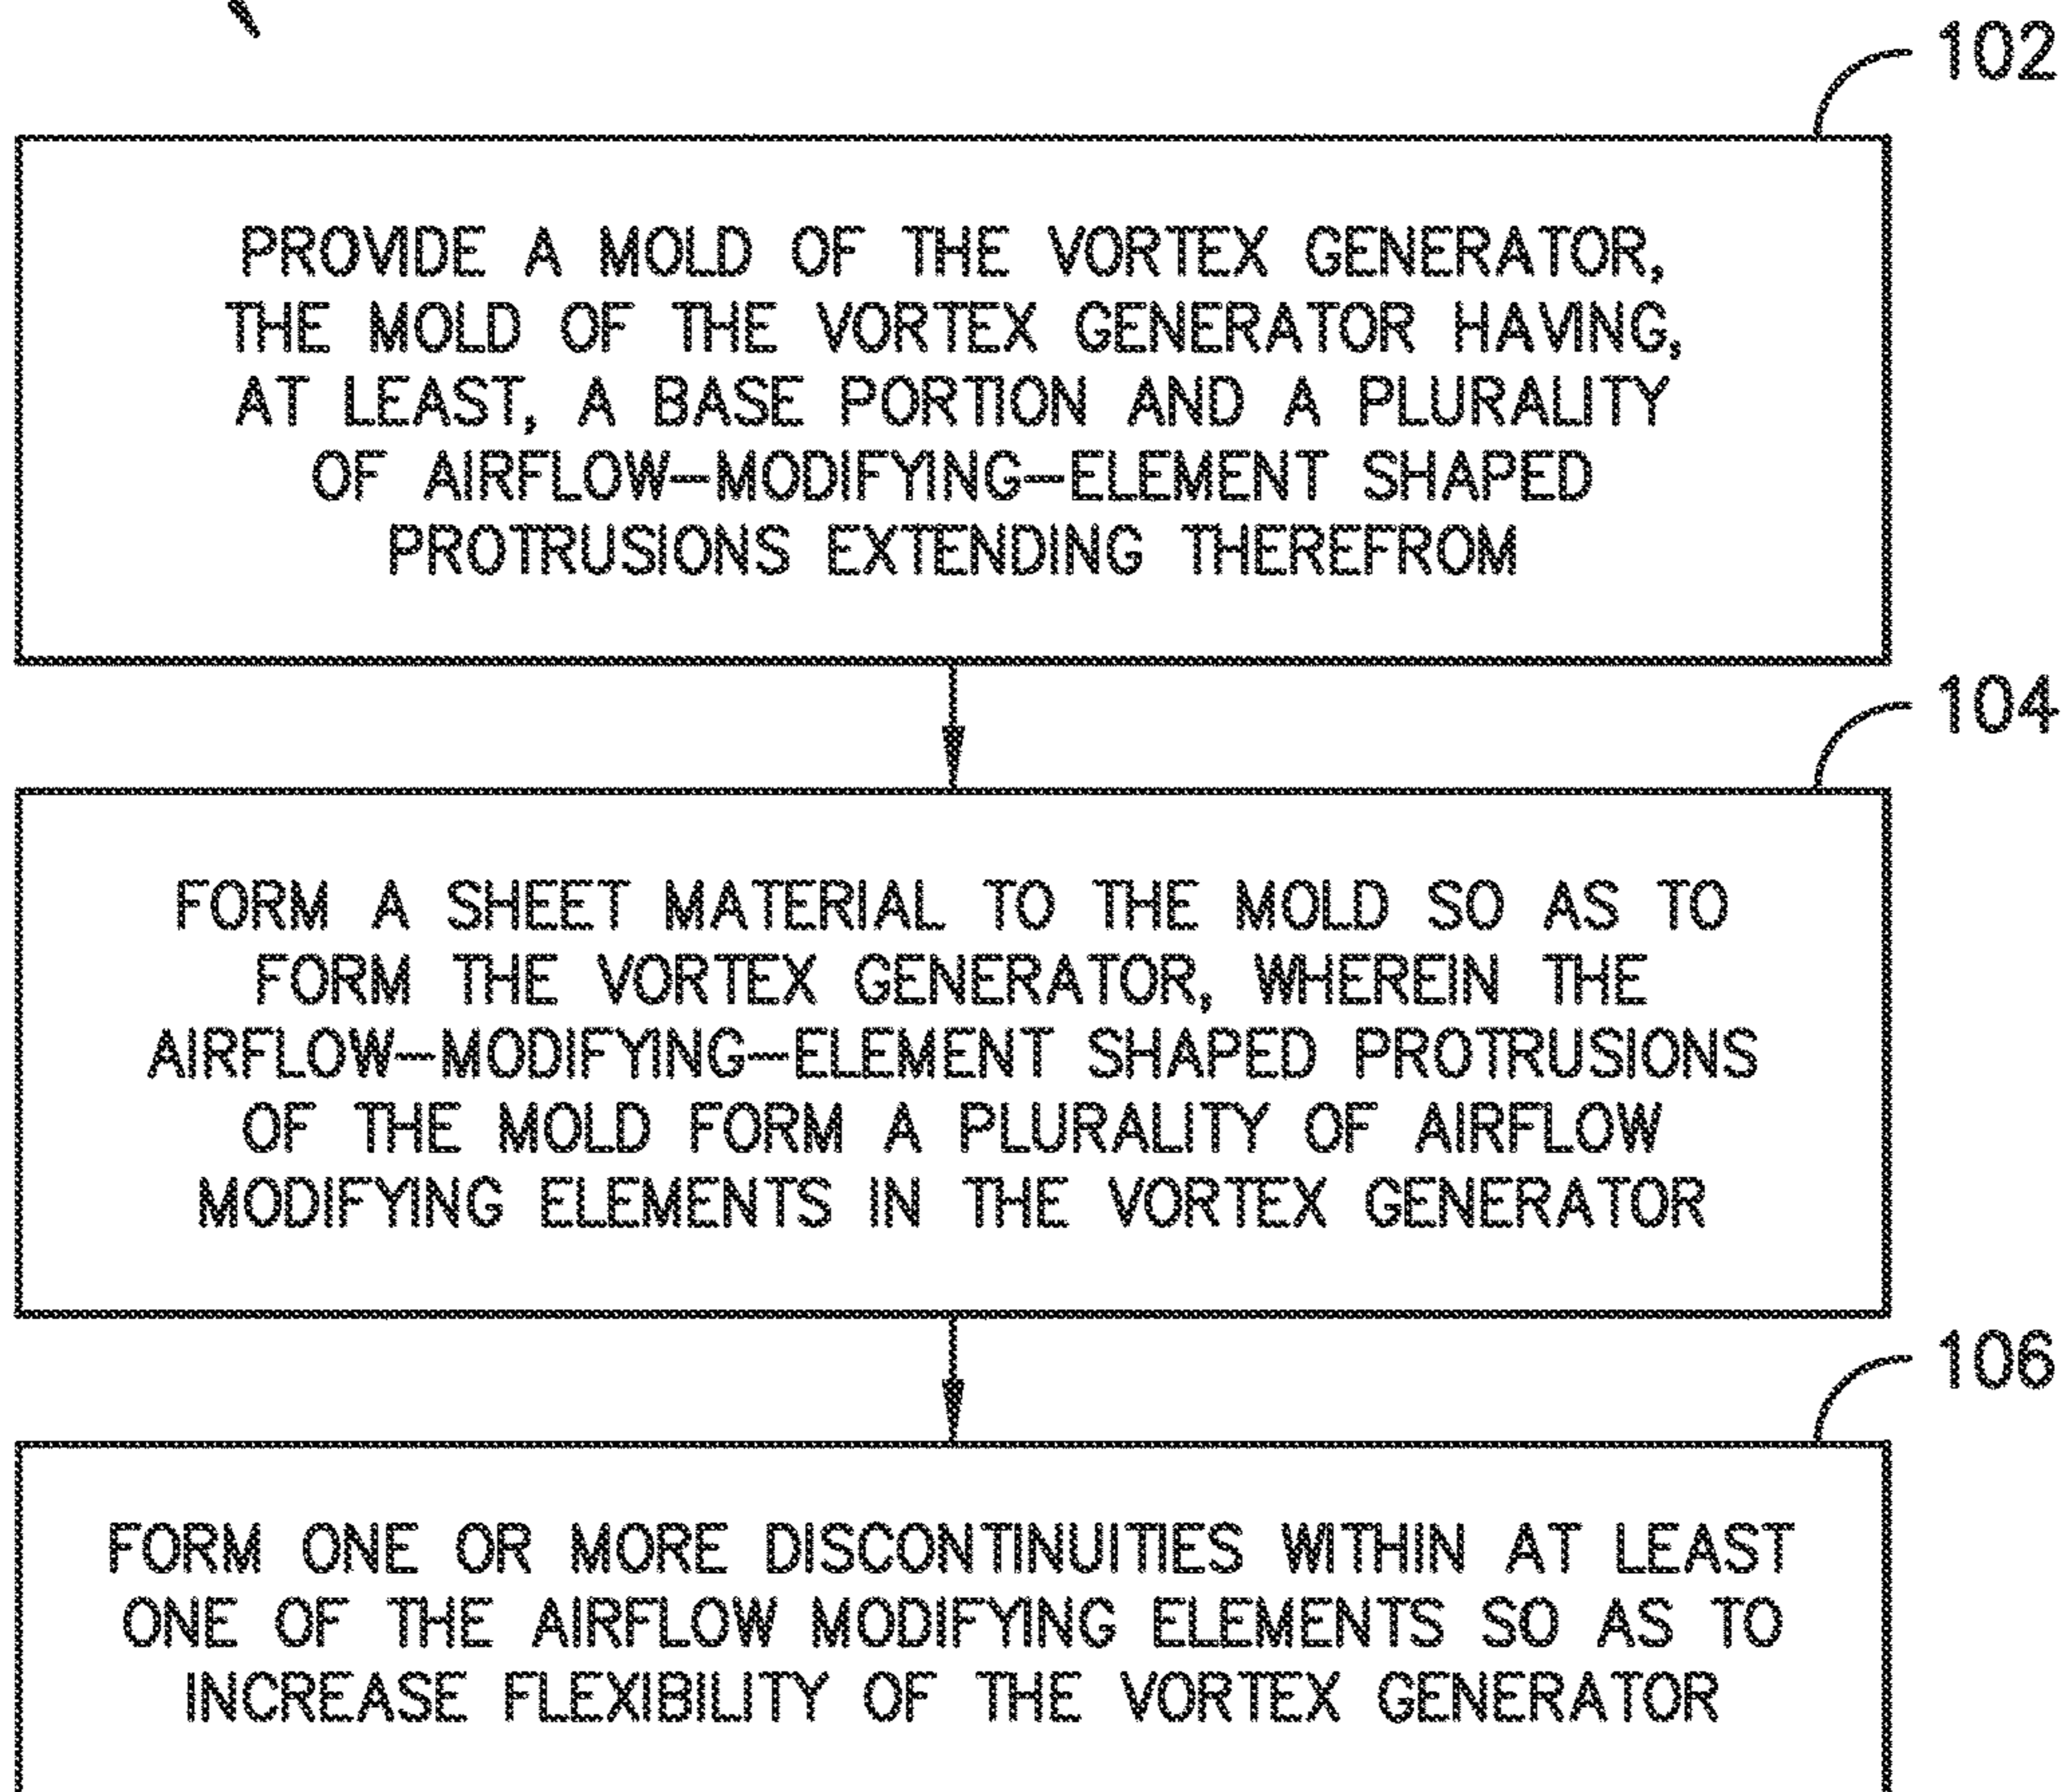 102
PROVIDE A MOLD OF THE VORTEX GENERATOR,
THE MOLD OF THE VORTEX GENERATOR HAVING,
AT LEAST, A BASE PORTION AND A PLURALITY
OF AIRFLOW-MODIFYING-ELEMENT SHAPED
PROTRUSIONS EXTENDING THEREFROM
104
FORM A SHEET MATERIAL TO THE MOLD SO AS TO
FORM THE VORTEX GENERATOR, WHEREIN THE
AIRFLOW-MODIFYING-ELEMENT SHAPED PROTRUSIONS
OF THE MOLD FORM A PLURALITY OF AIRFLOW
MODIFYING ELEMENTS IN THE VORTEX GENERATOR
106
FORM ONE OR MORE DISCONTINUITIES WITHIN AT LEAST
ONE OF THE AIRFLOW MODIFYING ELEMENTS SO AS TO
INCREASE FLEXIBILITY OF THE VORTEX GENERATOR